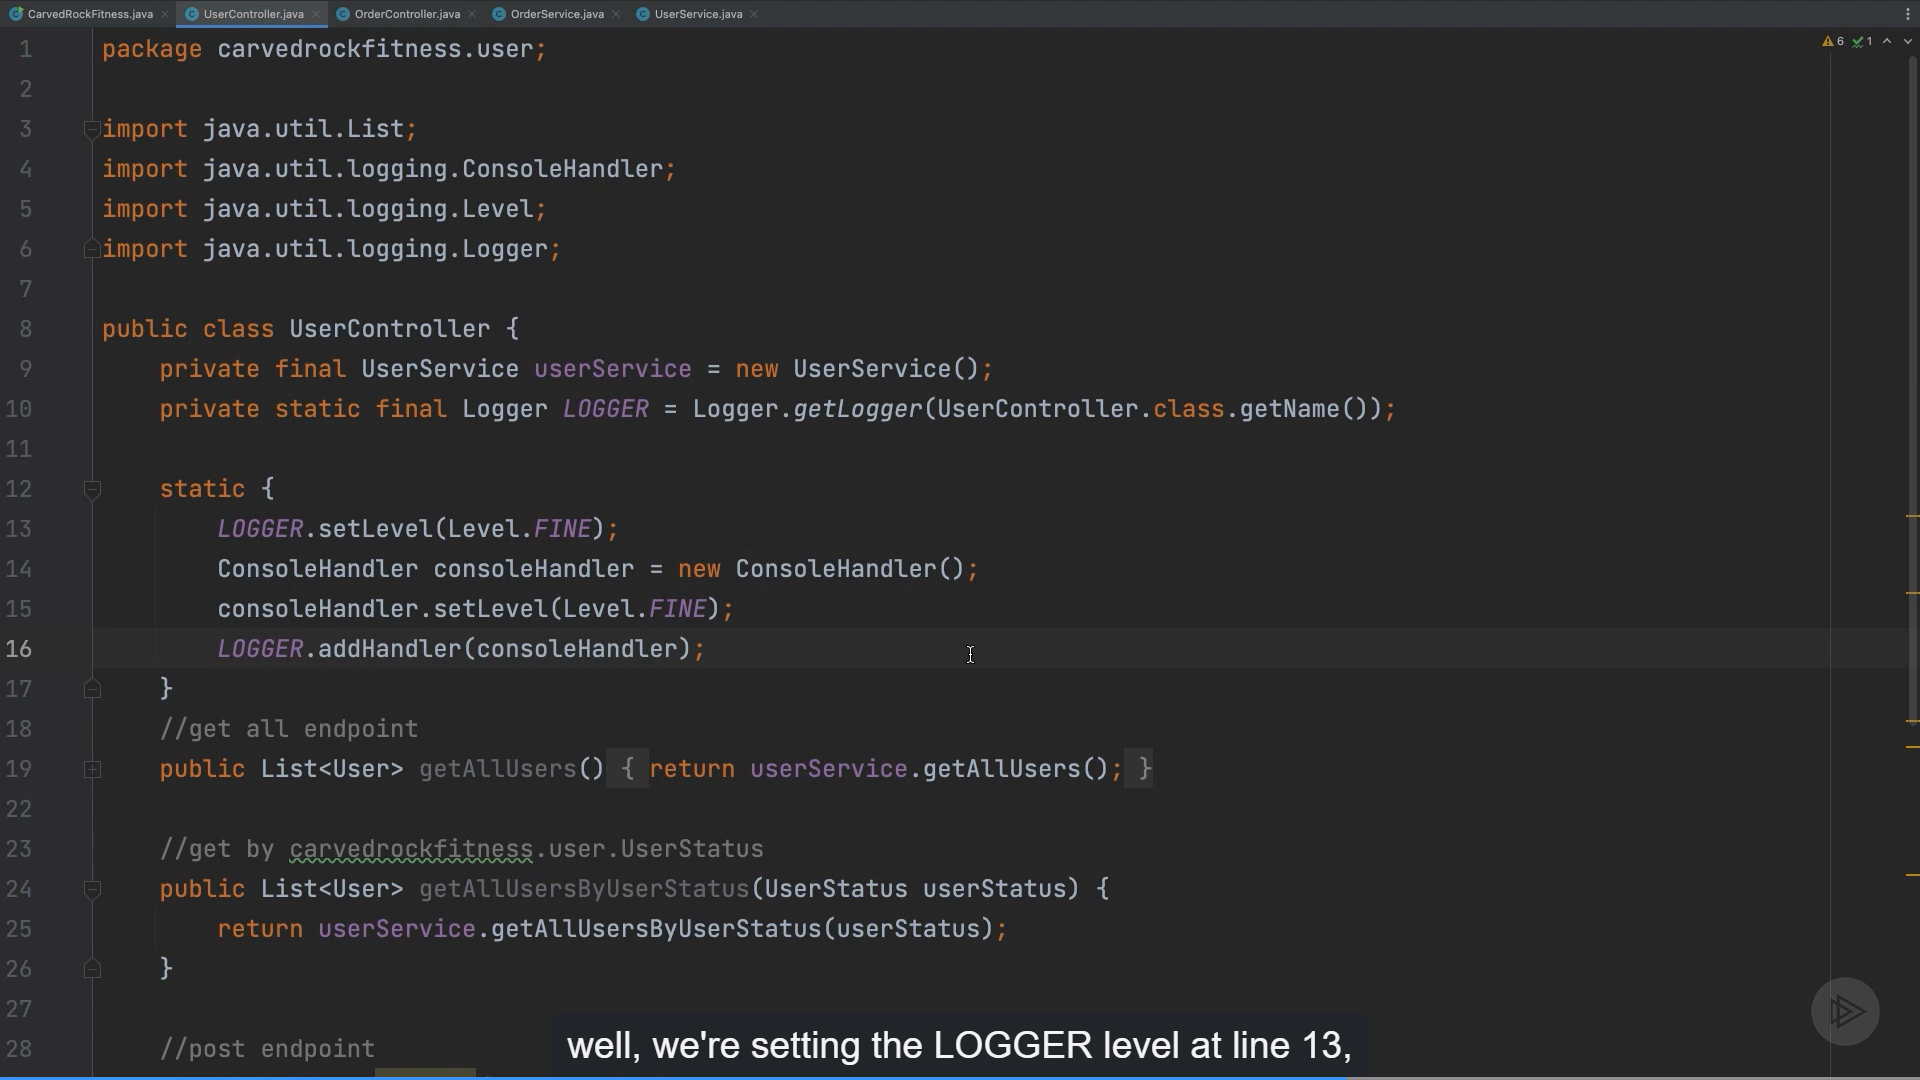 CarvedRockFitness.java UserController.java OrderController.java OrderService.java UserService.java
6 1
1 package carvedrockfitness.user;
2
3 import java.util.List;
4 import java.util.logging.ConsoleHandler;
5 import java.util.logging.Level;
6 import java.util.logging.Logger;
7
8 public class UserController {
9 private final UserService userService = new UserService();
10 private static final Logger LOGGER = Logger.getLogger(UserController.class.getName());
11
12 static {
13 LOGGER.setLevel(Level.FINE);
14 ConsoleHandler consoleHandler = new ConsoleHandler();
15 consoleHandler.setLevel(Level.FINE);
16 LOGGER.addHandler(consoleHandler);
17 }
18 //get all endpoint
19 public List<User> getAllUsers() { return userService.getAllUsers(); }
22
23 //get by carvedrockfitness.user.UserStatus
24 public List<User> getAllUsersByUserStatus(UserStatus userStatus) {
25 return userService.getAllUsersByUserStatus(userStatus);
26 }
27
28 //post endpoint
well, we're setting the LOGGER level at line 13,